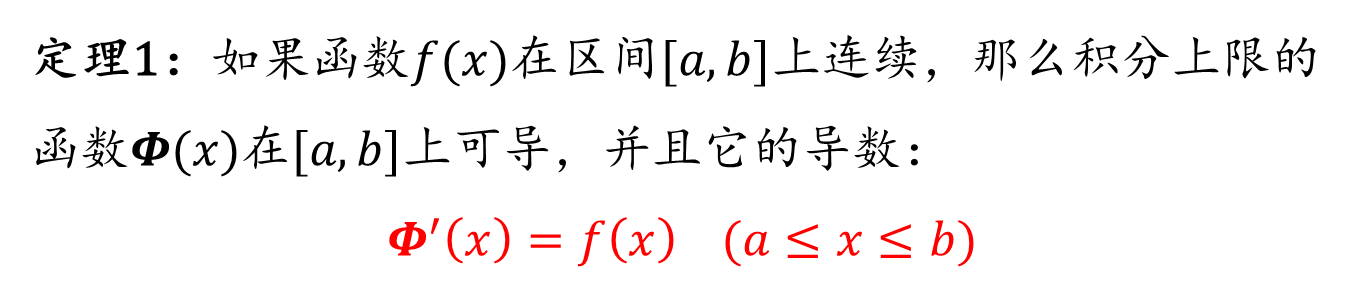 定理1：如果函数f(x)在区间[a,b]上连续，那么积分上限的
函数Φ(x)在[a,b]上可导，并且它的导数：
Φ′(x) = f(x) (a ≤ x ≤ b)